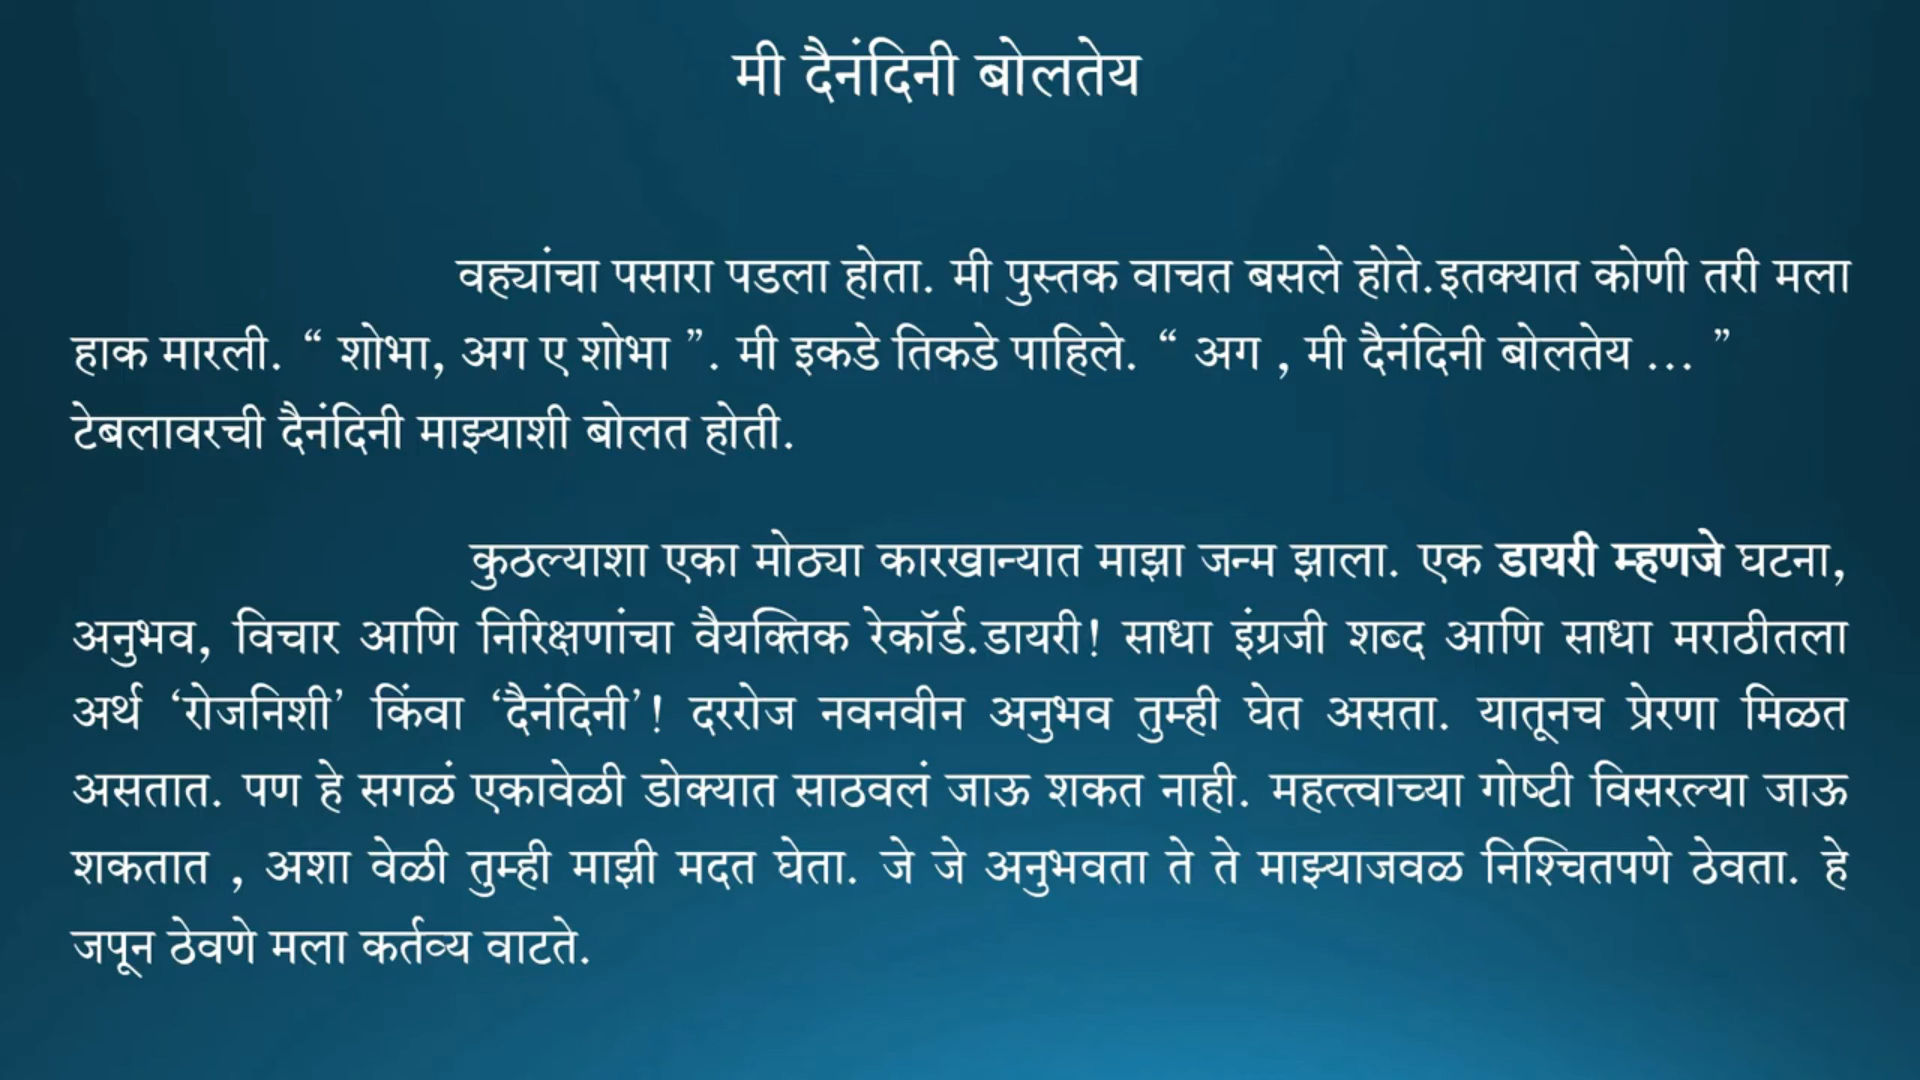 मी दैनंदिनी बोलतेय
वह्यांचा पसारा पडला होता. मी पुस्तक वाचत बसले होते.इतक्यात कोणी तरी मला
हाक मारली. “ शोभा, अग ए शोभा ”. मी इकडे तिकडे पाहिले. “ अग , मी दैनंदिनी बोलतेय ... ”
टेबलावरची दैनंदिनी माझ्याशी बोलत होती.
कुठल्याशा एका मोठ्या कारखान्यात माझा जन्म झाला. एक डायरी म्हणजे घटना,
अनुभव, विचार आणि निरिक्षणांचा वैयक्तिक रेकॉर्ड.डायरी! साधा इंग्रजी शब्द आणि साधा मराठीतला
अर्थ ‘रोजनिशी’ किंवा ‘दैनंदिनी’! दररोज नवनवीन अनुभव तुम्ही घेत असता. यातूनच प्रेरणा मिळत
असतात. पण हे सगळं एकावेळी डोक्यात साठवलं जाऊ शकत नाही. महत्त्वाच्या गोष्टी विसरल्या जाऊ
शकतात , अशा वेळी तुम्ही माझी मदत घेता. जे जे अनुभवता ते ते माझ्याजवळ निश्चितपणे ठेवता. हे
जपून ठेवणे मला कर्तव्य वाटते.